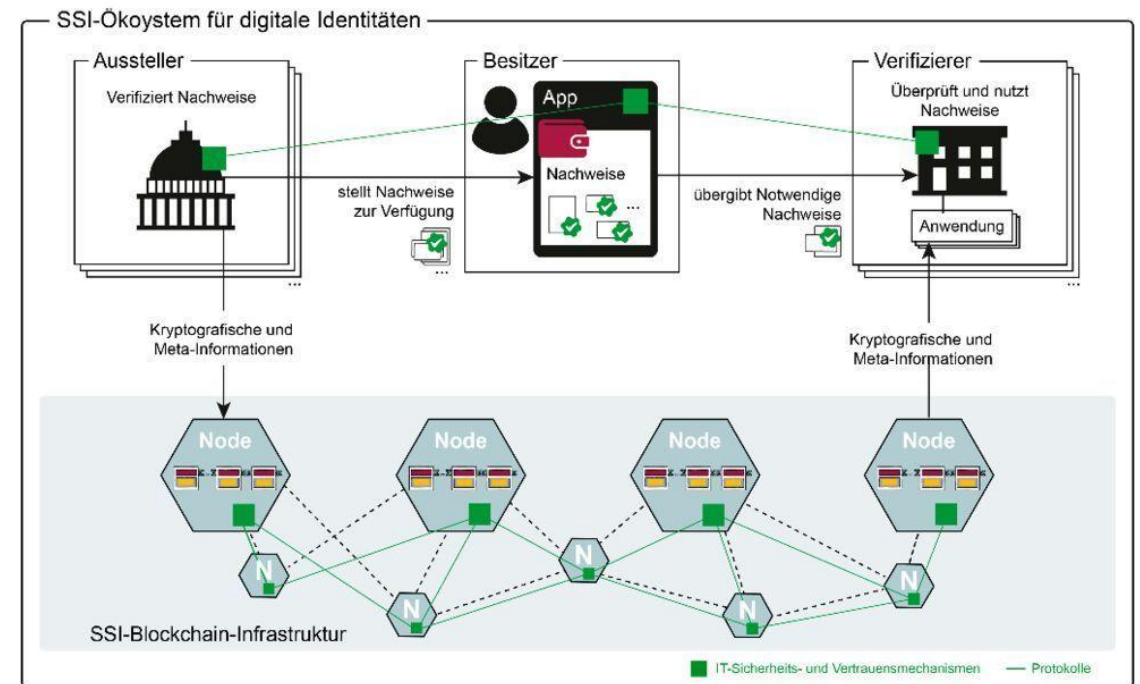 SSI-Ökoystem für digitale Identitäten
Aussteller
Verifiziert Nachweise
Besitzer
App
Nachweise
...
Verifizierer
Überprüft und nutzt
Nachweise
Anwendung
stellt Nachweise
zur Verfügung
...
übergibt Notwendige
Nachweise
...
...
Kryptografische und
Meta-Informationen
Kryptografische und
Meta-Informationen
Node
Node
Node
Node
N
N
N
N
N
SSI-Blockchain-Infrastruktur
IT-Sicherheits- und Vertrauensmechanismen
Protokolle